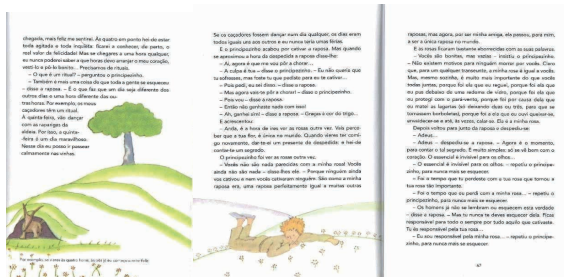 chegada, mais feliz me sentirei. Às quatro em ponto hei-de estar
toda agitada e toda inquieta: ficarei a conhecer, de perto, o
real valor da felicidade! Mas se chegares a uma hora qualquer,
eu nunca poderei saber a que horas devo arranjar o meu coração,
vesti-lo e pô-lo bonito... Precisamos de rituais.
– O que é um ritual? – perguntou o principezinho.
– Também é mais uma coisa de que toda a gente se esqueceu
– disse a raposa. – É o que faz que um dia seja diferente dos
outros dias e uma hora diferente das ou-
tras horas. Por exemplo, os meus
caçadores têm um ritual.
À quinta-feira, vão dançar
com as raparigas da
aldeia. Por isso, a quinta-
-feira é um dia maravilhoso.
Nesse dia eu posso ir passear
calmamente nas vinhas.
Se os caçadores fossem dançar num dia qualquer, os dias eram
todos iguais uns aos outros e eu nunca teria umas férias.
E o principezinho acabou por cativar a raposa. Mas quando
se aproximou a hora da despedida a raposa disse-lhe:
– Ai, agora é que me vou pôr a chorar...
– A culpa é tua – disse o principezinho. – Eu não queria que
tu sofresses, mas foste tu que pediste para eu te cativar...
– Pois pedi, eu sei disso: – disse a raposa.
– Mas agora vais-te pôr a chorar! – disse o principezinho.
– Pois vou – disse a raposa.
– Então não ganhaste nada com isso!
– Ah, ganhei sim! – disse a raposa – Graças à cor do trigo...
E acrescentou:
– Anda, é a hora de ires ver as rosas outra vez. Vais perce-
ber que a tua flor, é única no mundo. Quando vieres ter comi-
go novamente, dar-te-ei um presente de despedida: e hei-de
contar-te um segredo.
O principezinho foi ver as rosas outra vez.
– Vocês não são nada parecidas com a minha rosa! Vocês
ainda não são nada – disse-lhes ele. – Porque ninguém ainda
vos cativou e nem vocês cativaram ninguém. São como a minha
raposa era, uma raposa perfeitamente igual a muitas outras
raposas, mas agora, por ser minha amiga, ela passou, para mim,
a ser a única raposa no mundo.
E as rosas ficaram bastante aborrecidas com as suas palavras.
– Vocês são bonitas, mas vazias – insistiu o principezinho.
– Não existem motivos para ninguém morrer por vocês. Claro
que, para um qualquer transeunte, a minha rosa é igual a vocês.
Mas, mesmo sozinha, é muito mais importante do que vocês
todas juntas, porque foi ela que eu reguei, porque foi ela que
eu pus debaixo de uma redoma de vidro, porque foi ela que
eu protegi com o pará-vento, porque foi por causa dela que
eu matei as lagartas (só deixando duas ou três, para que se
tornassem borboletas), porque foi a ela que eu ouvi queixar-se,
envaidecer-se e até, às vezes, calar-se. Ela é a minha rosa.
Depois voltou para junto da raposa e despediu-se:
– Adeus...
– Adeus – despediu-se a raposa. – Agora é o momento,
para contar o tal segredo. É muito simples: só se vê bem com o
coração. O essencial é invisível para os olhos...
– O essencial é invisível para os olhos – repetiu o principe-
zinho, para nunca mais se esquecer.
– Foi o tempo que tu perdeste com a tua rosa que tornou a
tua rosa tão importante.
– Foi o tempo que eu perdi com a minha rosa... – repetiu o
principezinho, para nunca mais se esquecer.
– Os homens já não se lembram ou esquecem esta verdade
– disse a raposa. – Mas tu nunca te deves esquecer dela. Ficas
responsável para todo o sempre por tudo aquilo que cativaste.
Tu és responsável pela tua rosa...
– Eu sou responsável pela minha rosa... – repetiu o principe-
zinho, para nunca mais se esquecer.
67